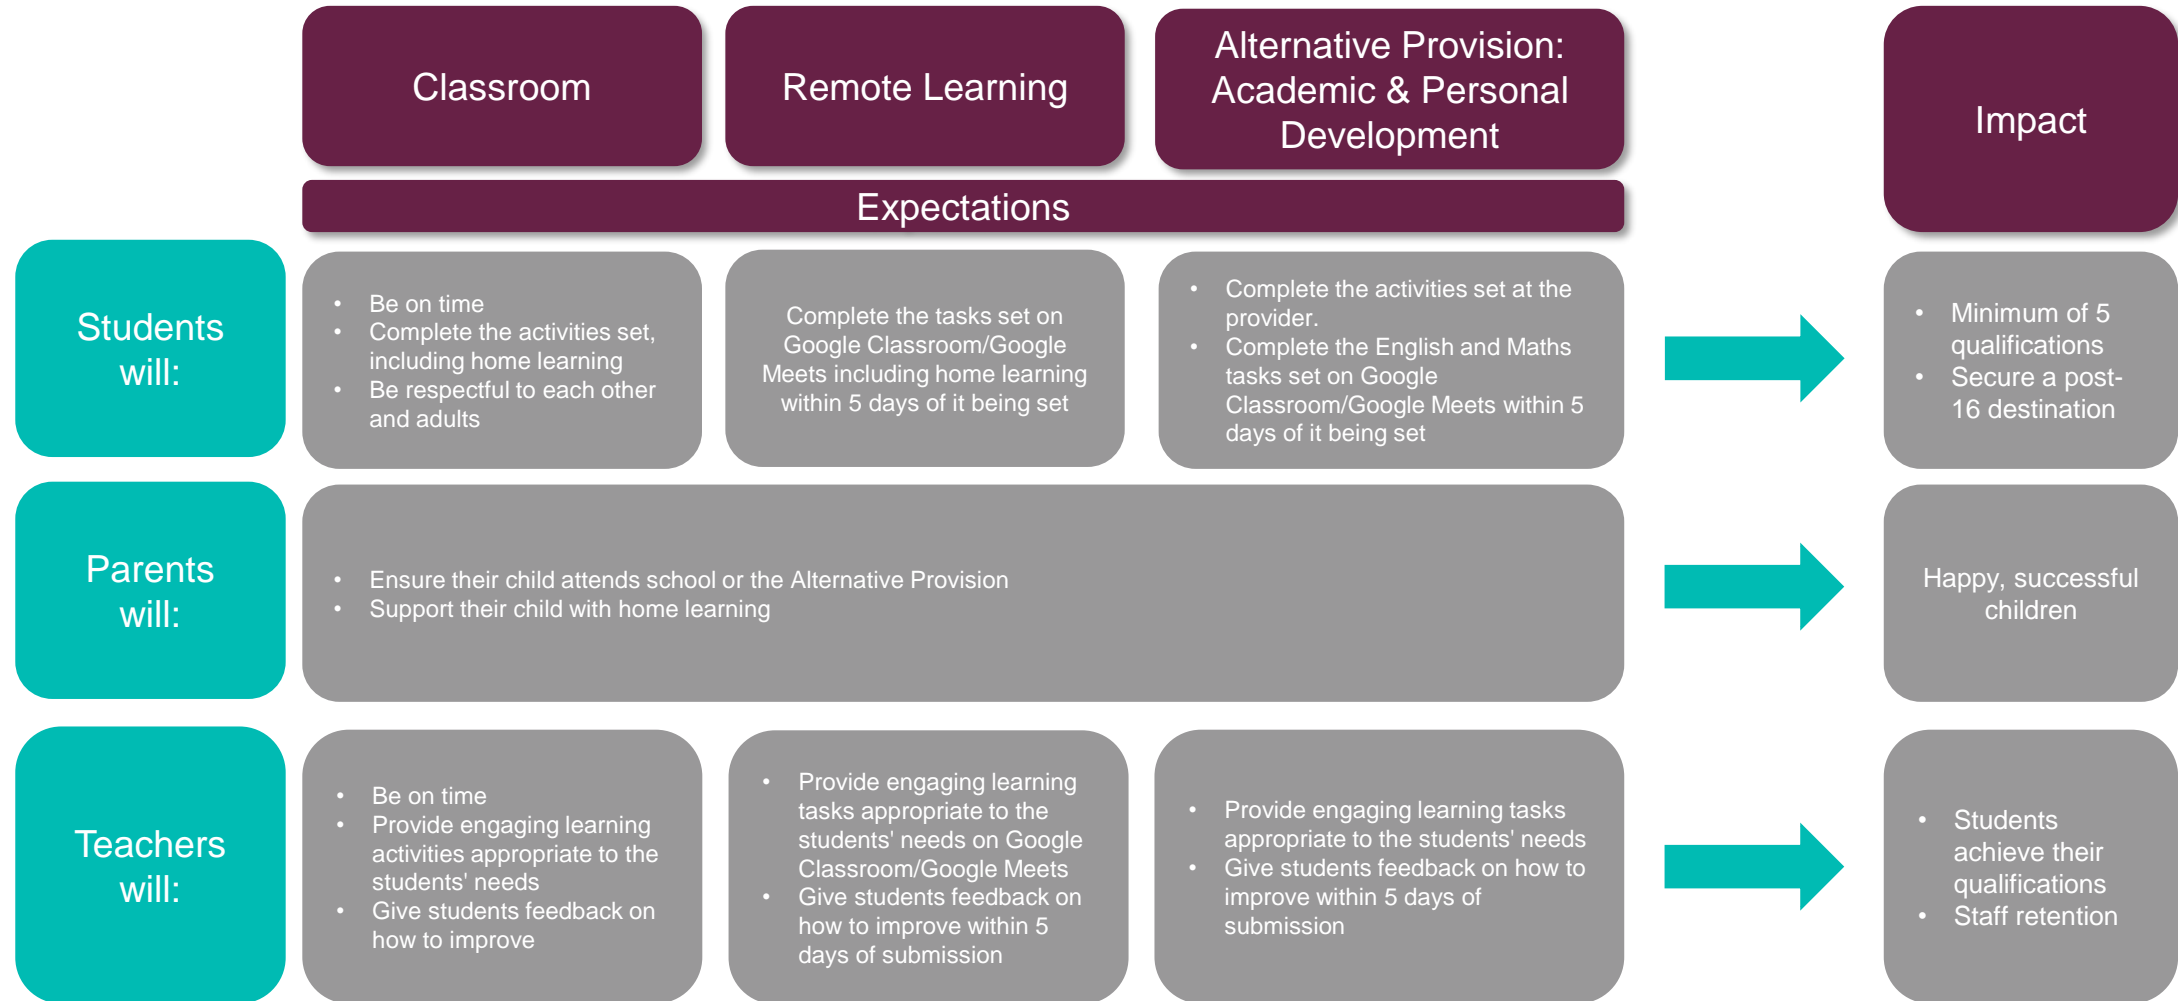 Classroom
Remote Learning
Alternative Provision:
Academic & Personal
Development
Impact
Expectations
Students
will:
• Be on time
• Complete the activities set,
including home learning
• Be respectful to each other
and adults
Complete the tasks set on
Google Classroom/Google
Meets including home learning
within 5 days of it being set
• Complete the activities set at the
provider.
• Complete the English and Maths
tasks set on Google
Classroom/Google Meets within 5
days of it being set
• Minimum of 5
qualifications
• Secure a post-
16 destination
Parents
will:
• Ensure their child attends school or the Alternative Provision
• Support their child with home learning
Happy, successful
children
Teachers
will:
• Be on time
• Provide engaging learning
activities appropriate to the
students' needs
• Give students feedback on
how to improve
• Provide engaging learning
tasks appropriate to the
students' needs on Google
Classroom/Google Meets
• Give students feedback on
how to improve within 5
days of submission
• Provide engaging learning tasks
appropriate to the students' needs
• Give students feedback on how to
improve within 5 days of
submission
• Students
achieve their
qualifications
• Staff retention